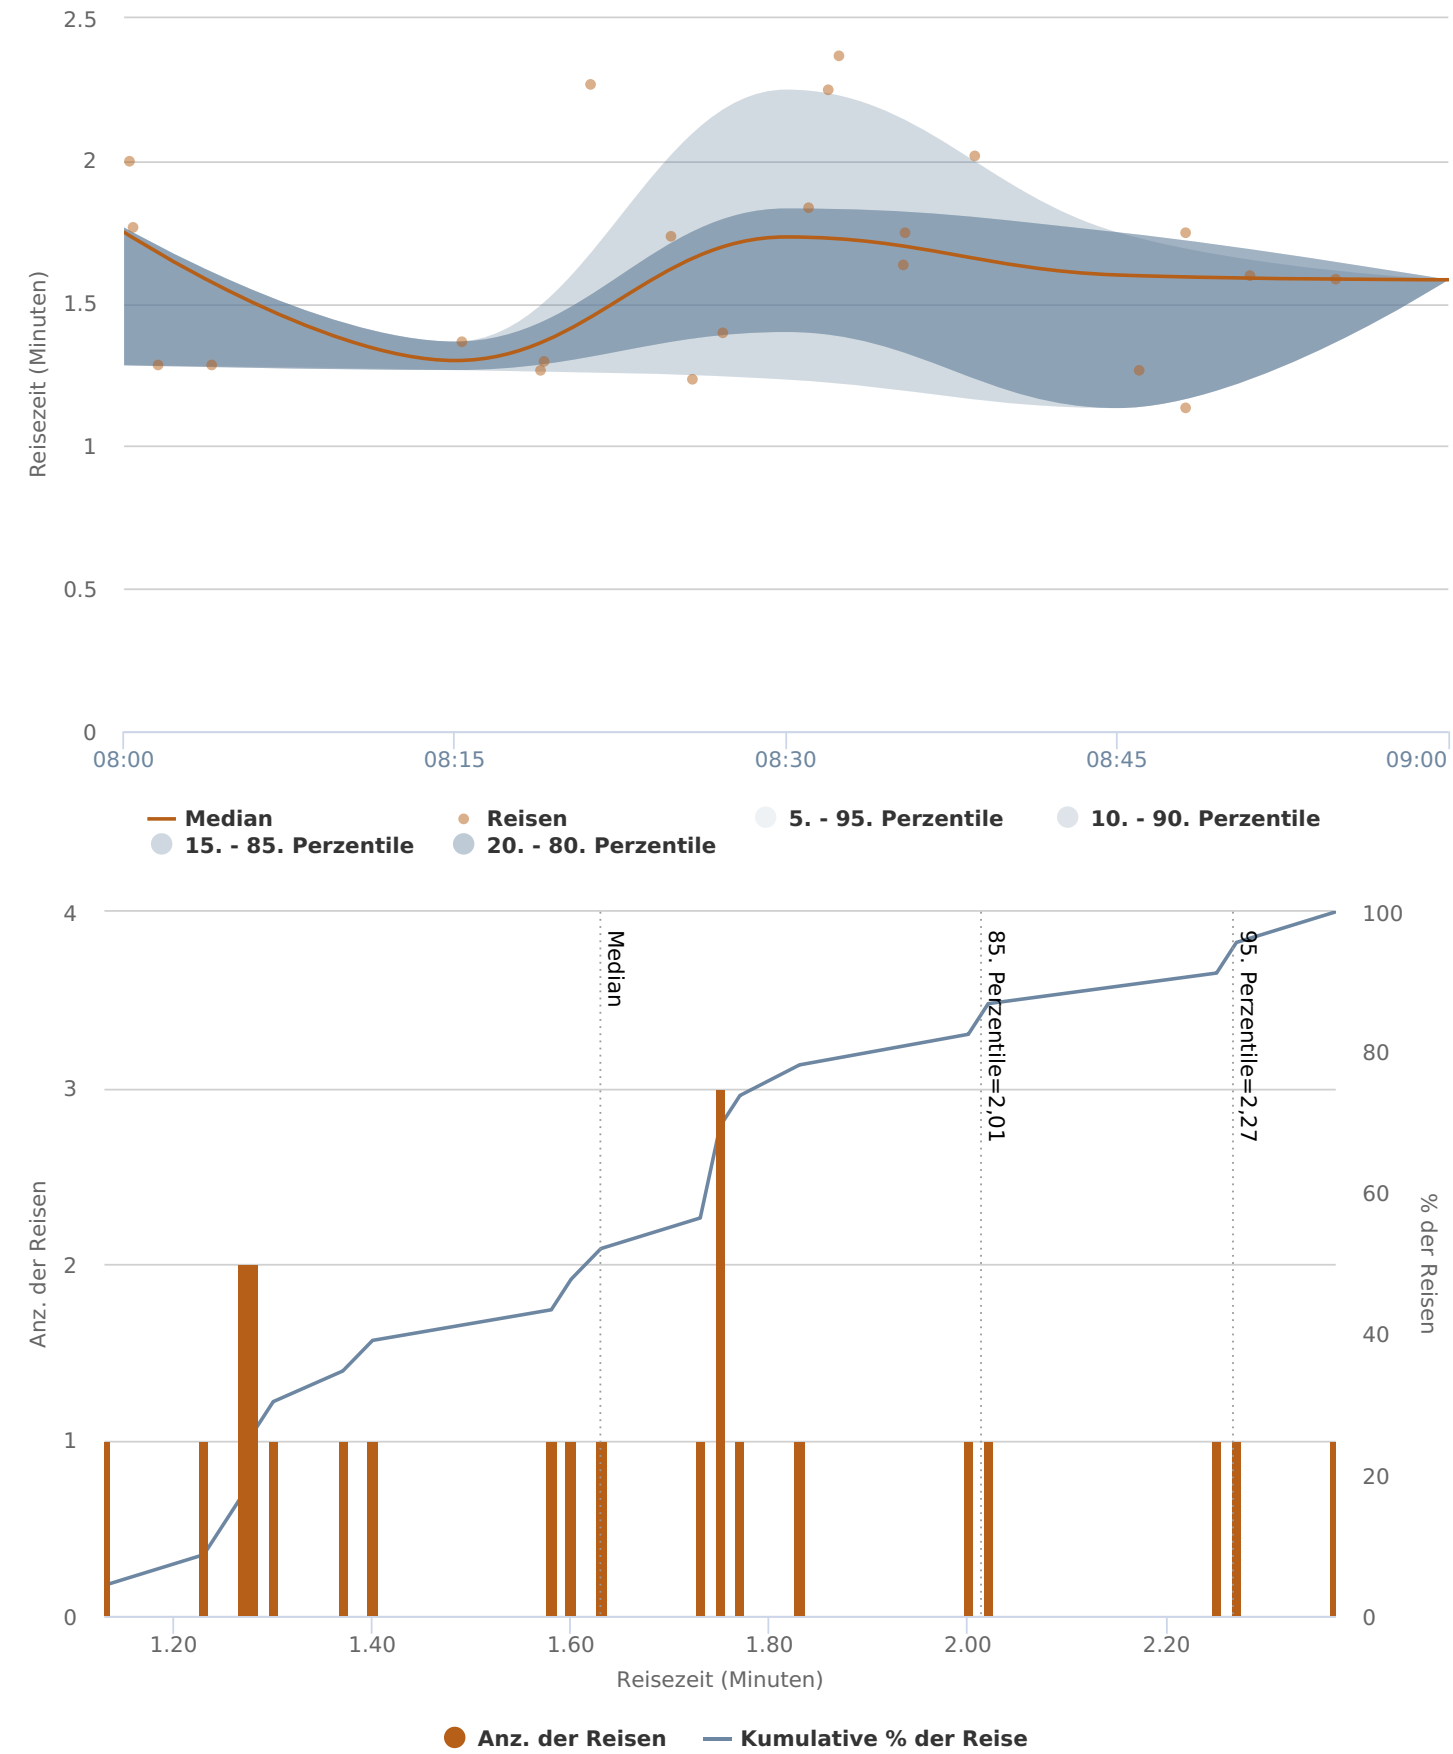 2.5
2
1.5
1
0.5
0
Reisezeit (Minuten)
08:00 08:15 08:30 08:45 09:00
Median Reisen 5. - 95. Perzentile 10. - 90. Perzentile
15. - 85. Perzentile 20. - 80. Perzentile
4
3
2
1
0
Anz. der Reisen
Median
85. Perzentile=2,01
95. Perzentile=2,27
100
80
60
40
20
0
% der Reisen
1.20 1.40 1.60 1.80 2.00 2.20
Reisezeit (Minuten)
Anz. der Reisen Kumulative % der Reise